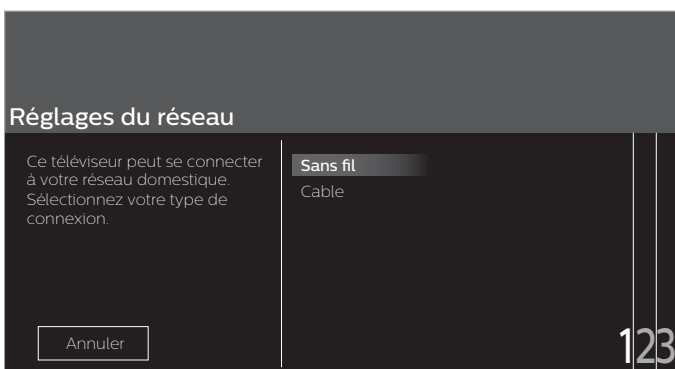 Réglages du réseau
Ce téléviseur peut se connecter
à votre réseau domestique.
Sélectionnez votre type de
connexion.
Sans fil
Cable
Annuler
123